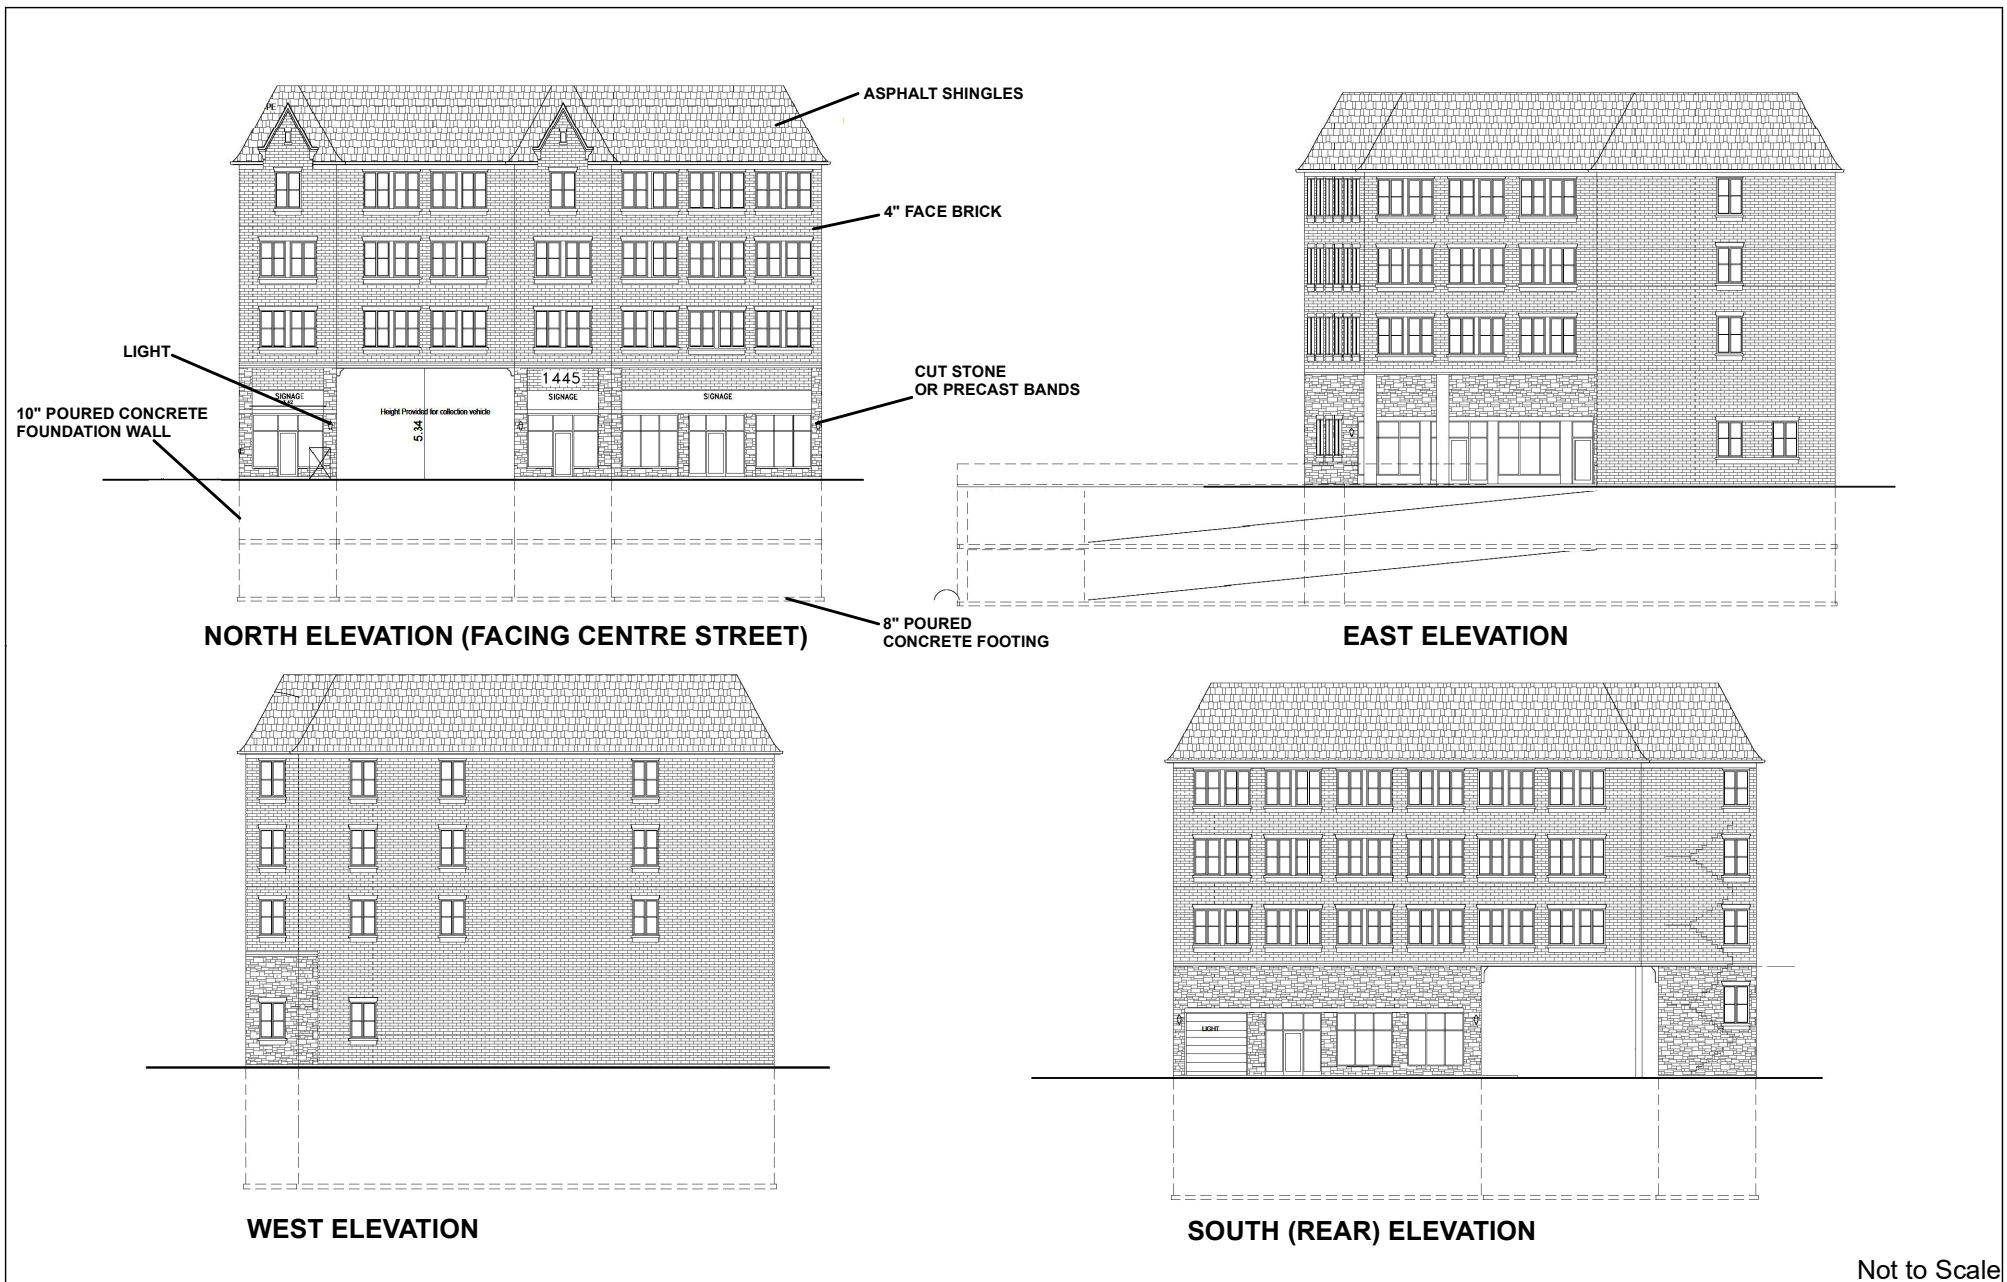 ASPHALT SHINGLES
PE
4" FACE BRICK
LIGHT
10" POURED CONCRETE
FOUNDATION WALL
CUT STONE
OR PRECAST BANDS
1445
SIGNAGE
SIGNAGE
SIGNAGE
Height Provided for collection vehicle
5.34
8" POURED
CONCRETE FOOTING
NORTH ELEVATION (FACING CENTRE STREET)
EAST ELEVATION
LIGHT
WEST ELEVATION
SOUTH (REAR) ELEVATION
Not to Scale